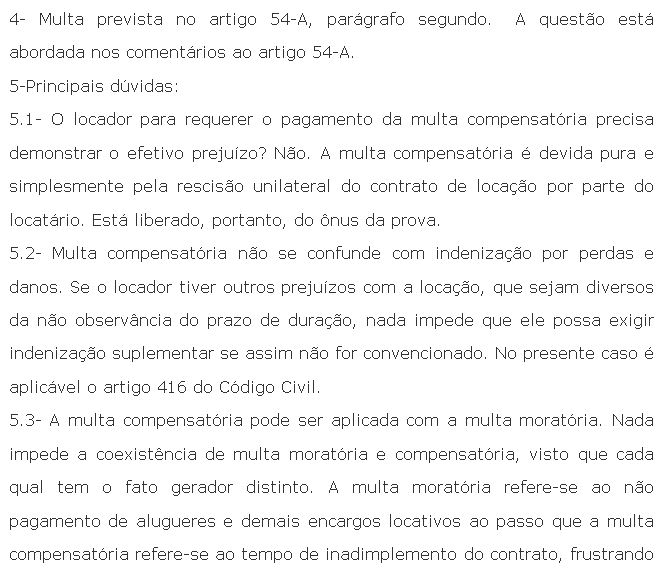 4- Multa prevista no artigo 54-A, parágrafo segundo. A questão está
abordada nos comentários ao artigo 54-A.
5-Principais dúvidas:
5.1- O locador para requerer o pagamento da multa compensatória precisa
demonstrar o efetivo prejuízo? Não. A multa compensatória é devida pura e
simplesmente pela rescisão unilateral do contrato de locação por parte do
locatário. Está liberado, portanto, do ônus da prova.
5.2- Multa compensatória não se confunde com indenização por perdas e
danos. Se o locador tiver outros prejuízos com a locação, que sejam diversos
da não observância do prazo de duração, nada impede que ele possa exigir
indenização suplementar se assim não for convencionado. No presente caso é
aplicável o artigo 416 do Código Civil.
5.3- A multa compensatória pode ser aplicada com a multa moratória. Nada
impede a coexistência de multa moratória e compensatória, visto que cada
qual tem o fato gerador distinto. A multa moratória refere-se ao não
pagamento de alugueres e demais encargos locativos ao passo que a multa
compensatória refere-se ao tempo de inadimplemento do contrato, frustrando